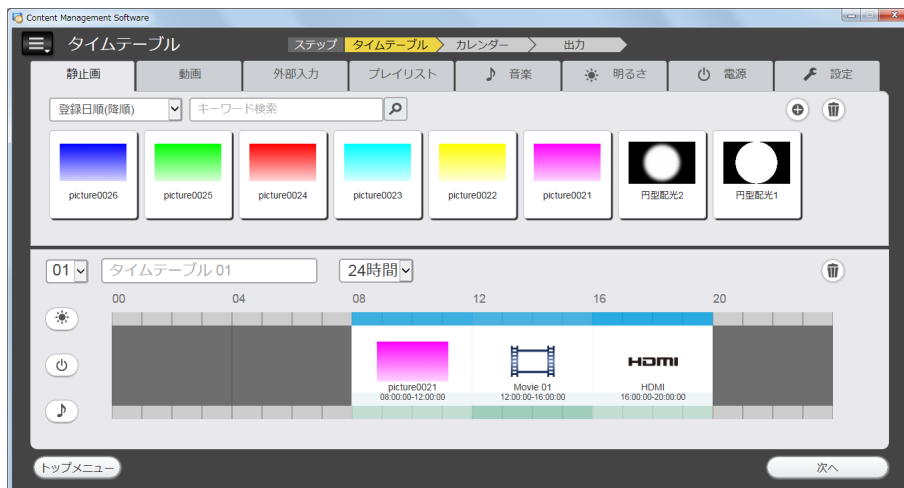 Content Management Software
タイムテーブル
ステップ タイムテーブル カレンダー 出力
静止画 動画 外部入力 プレイリスト 音楽 明るさ 電源 設定
登録日順(降順) キーワード検索
picture0026 picture0025 picture0024 picture0023 picture0022 picture0021 円型配光2 円型配光1
01 タイムテーブル 01 24時間
00 04 08 12 16 20
HDMI
picture0021 Movie 01 HDMI
08:00:00-12:00:00 12:00:00-16:00:00 16:00:00-20:00:00
トップメニュー 次へ